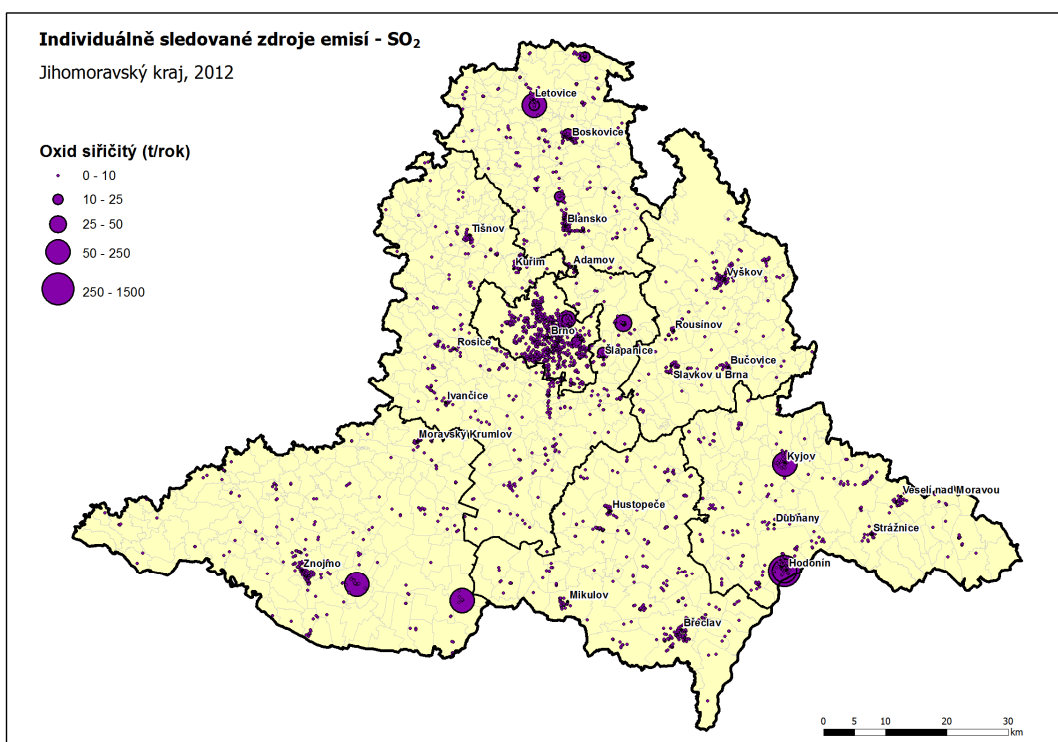 Individuálně sledované zdroje emisí - SO₂
Jihomoravský kraj, 2012
Oxid siřičitý (t/rok)
0 - 10
10 - 25
25 - 50
50 - 250
250 - 1500
Letovice
Boskovice
Blansko
Tišnov
Kuřim
Adamov
Vyškov
Brno
Rousínov
Rosice
Šlapanice
Bučovice
Slavkov u Brna
Ivančice
Moravský Krumlov
Kyjov
Veselí nad Moravou
Hustopeče
Dubňany
Strážnice
Znojmo
Hodonín
Mikulov
Břeclav
0 5 10 20 30
km